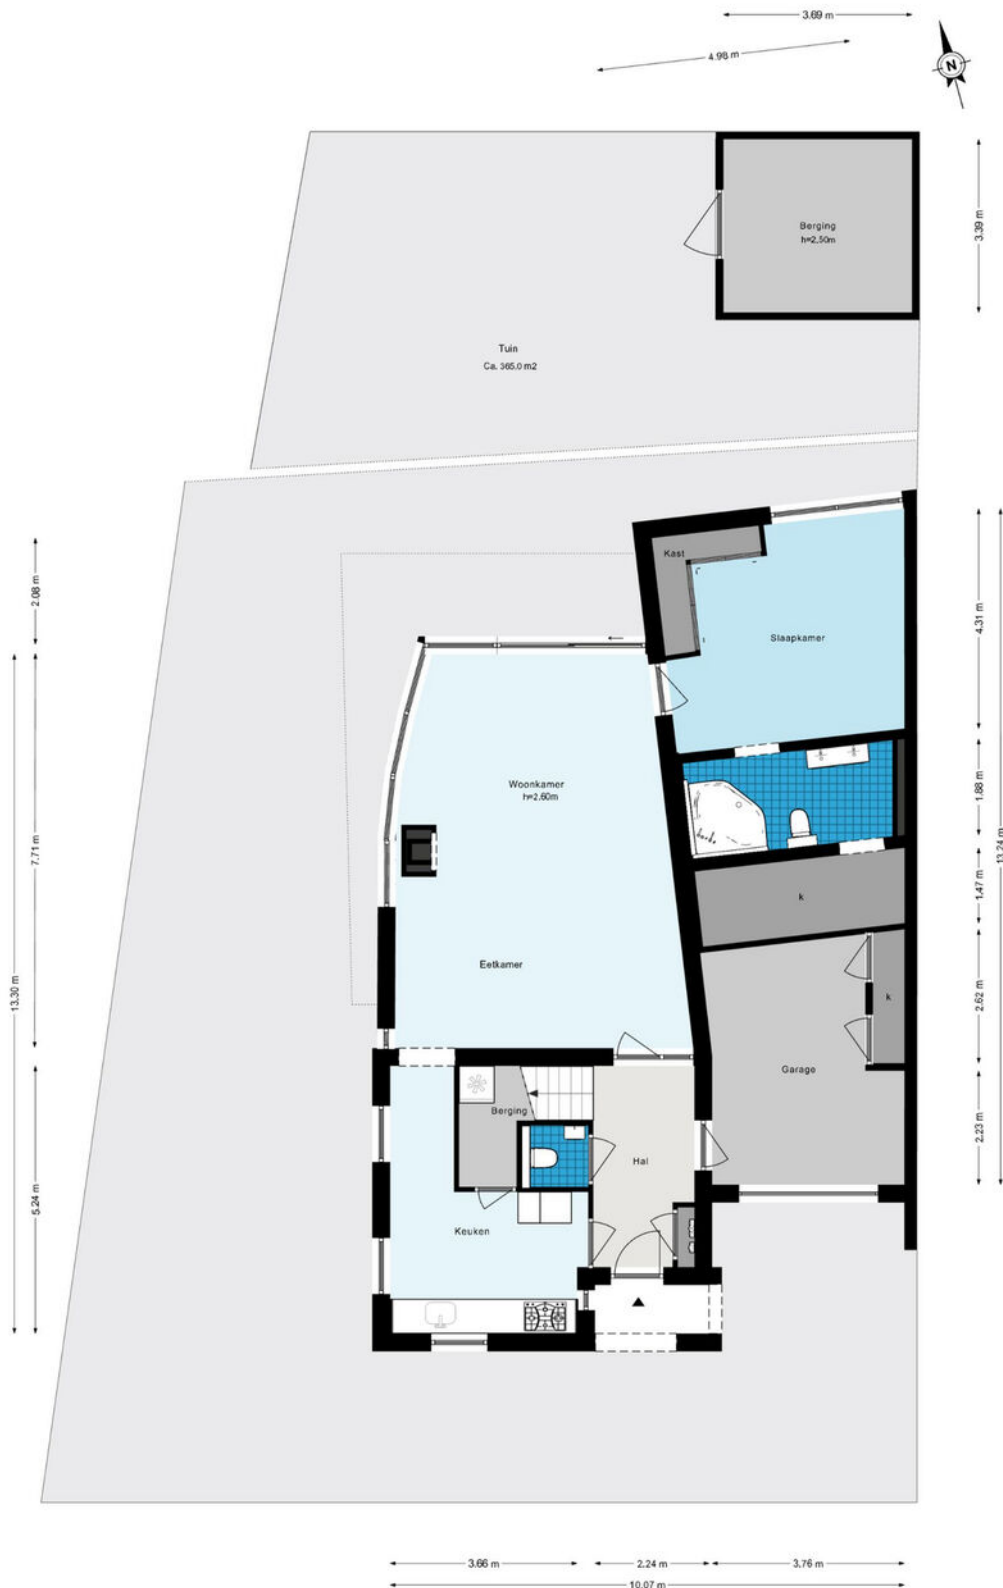 3.69 m
4.98 m
N
Berging
h=2.50m
3.39 m
Tuin
Ca. 365.0 m2
Kast
Slaapkamer
2.08 m
4.31 m
Woonkamer
h=2.60m
1.88 m
7.71 m
13.24 m
k
1.47 m
Eetkamer
13.30 m
k
2.62 m
Garage
Berging
Hal
2.23 m
5.24 m
Keuken
3.66 m
2.24 m
3.76 m
10.07 m